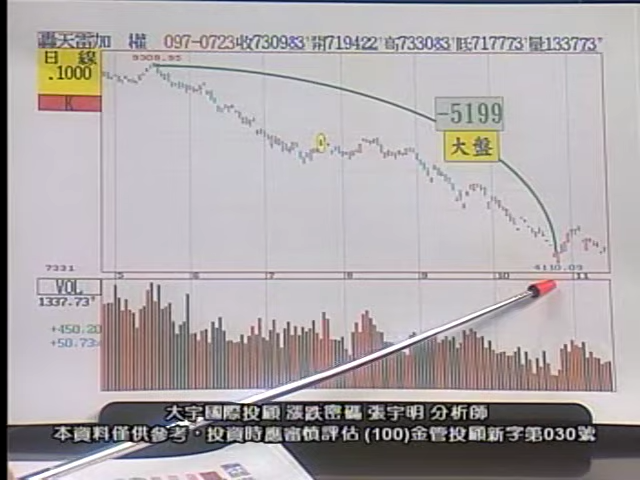 轟天雷加 權 097-0723收730983'開719422'高733083'低717773'量133773"
日 線
.1000
K
9309.95
-5199
大盤
7331
4110.09
5 6 7 8 9 10 11
VOL
1337.73"
+450.20
+50.73%
大宇國際投顧 漲跌密碼 張宇明 分析師
本資料僅供參考，投資時應審慎評估 (100)金管投顧新字第030號